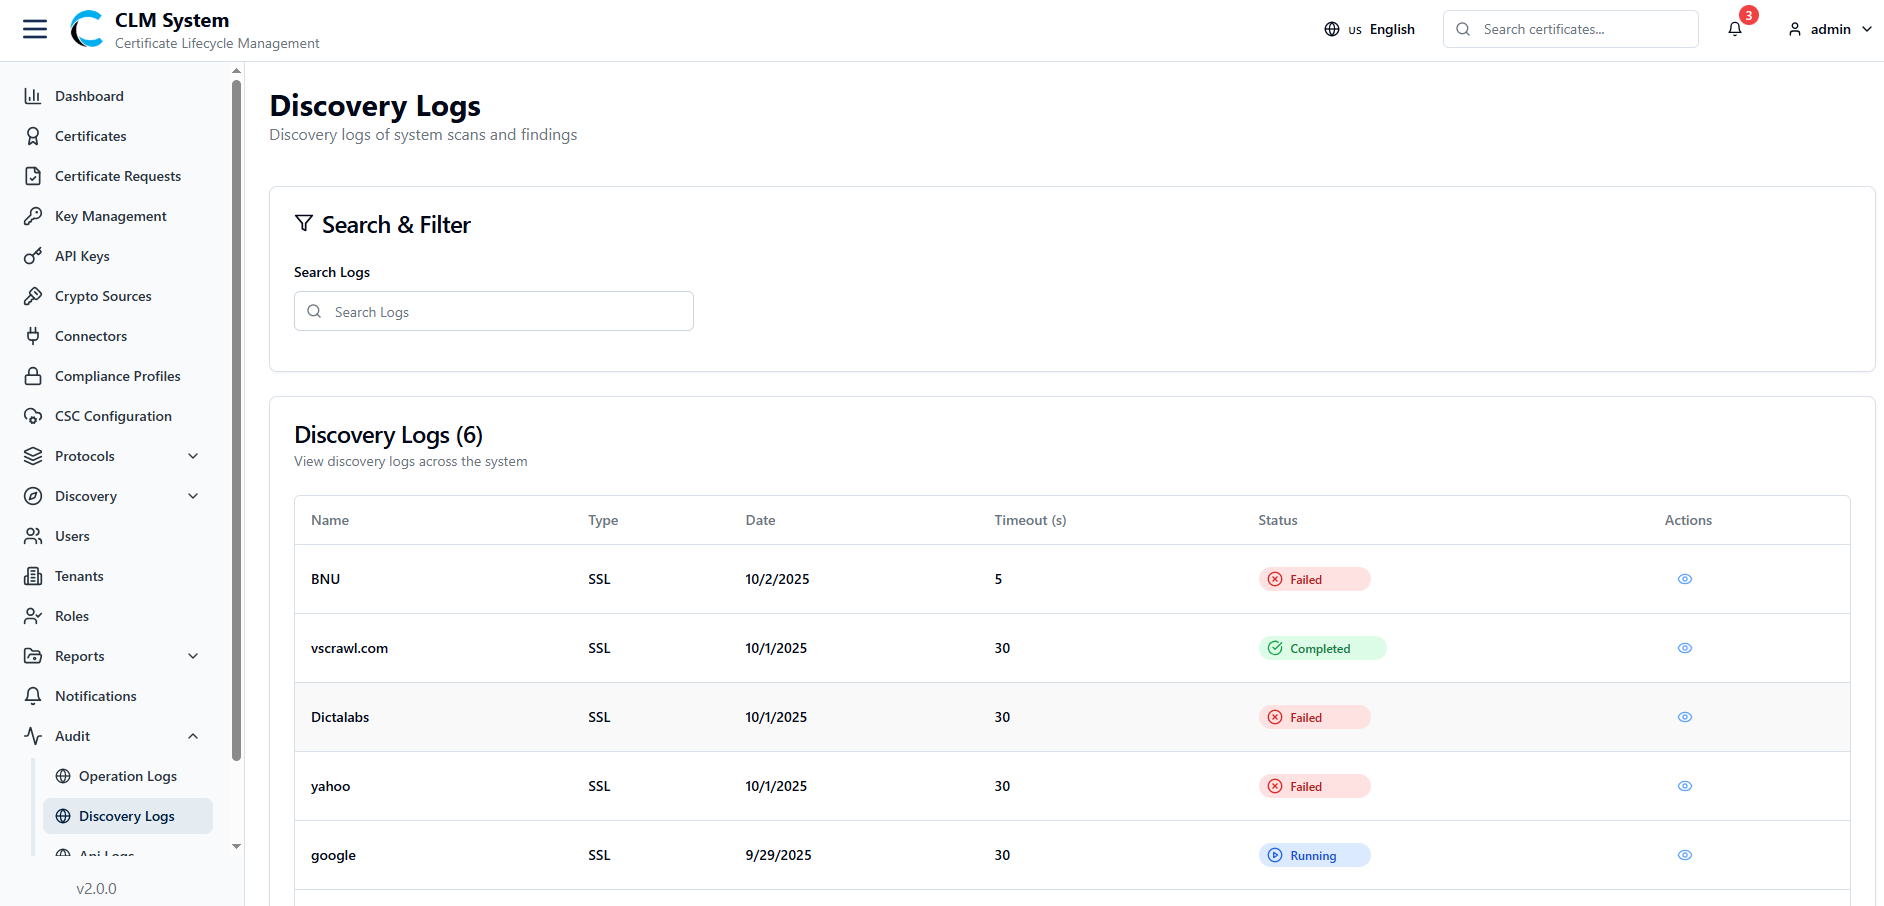 CLM System
Certificate Lifecycle Management
us English
Search certificates...
3
admin
Dashboard
Certificates
Certificate Requests
Key Management
API Keys
Crypto Sources
Connectors
Compliance Profiles
CSC Configuration
Protocols
Discovery
Users
Tenants
Roles
Reports
Notifications
Audit
Operation Logs
Discovery Logs
Api Logs
v2.0.0
Discovery Logs
Discovery logs of system scans and findings
Search & Filter
Search Logs
Search Logs
Discovery Logs (6)
View discovery logs across the system
Name Type Date Timeout (s) Status Actions
BNU SSL 10/2/2025 5 Failed
vscrawl.com SSL 10/1/2025 30 Completed
Dictalabs SSL 10/1/2025 30 Failed
yahoo SSL 10/1/2025 30 Failed
google SSL 9/29/2025 30 Running